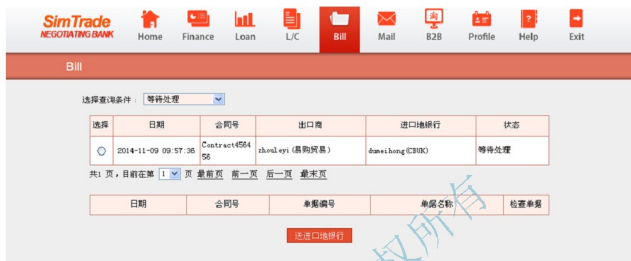 SimTrade
NEGOTIATING BANK
Home Finance Loan L/C Bill Mail B2B Profile Help Exit
Bill
选择查询条件： 等待处理
选择 日期 合同号 出口商 进口地银行 状态
2014-11-09 09:57:36 Contract456456 zhouleyi (易购贸易) dumeihong(CBUK) 等待处理
共1 页，目前在第 1 页 最前页 前一页 后一页 最末页
日期 合同号 单据编号 单据名称 检查单据
送进口地银行
权所有